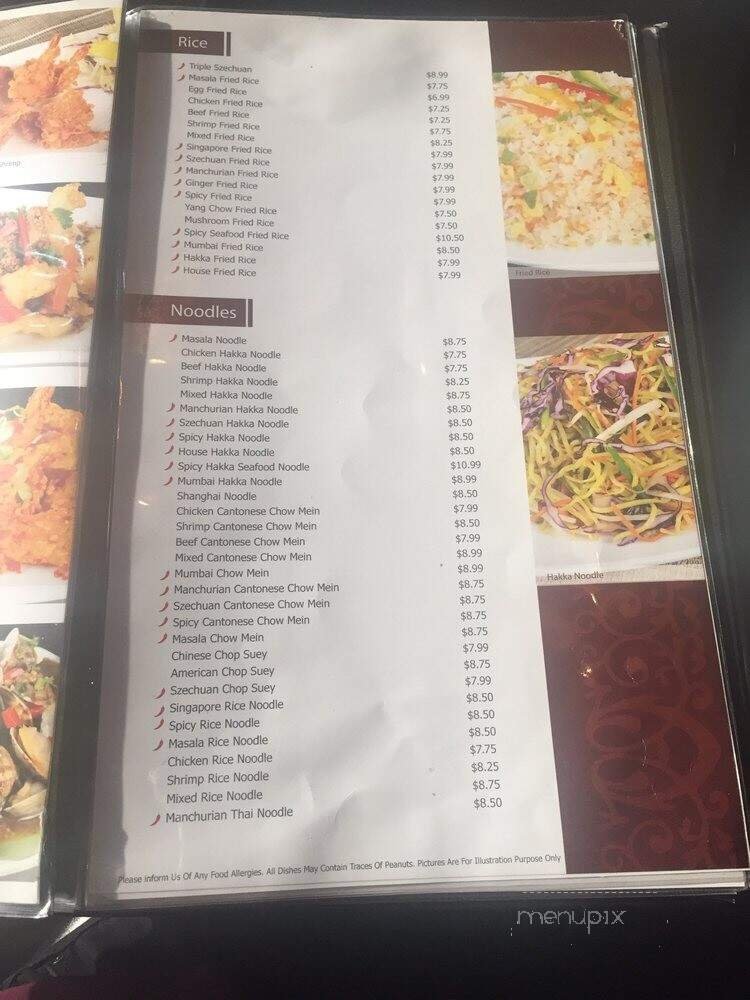 Rice
Triple Szechuan $8.99
Masala Fried Rice $7.75
Egg Fried Rice $6.99
Chicken Fried Rice $7.25
Beef Fried Rice $7.25
Shrimp Fried Rice $7.75
Mixed Fried Rice $8.25
Singapore Fried Rice $7.99
Szechuan Fried Rice $7.99
Manchurian Fried Rice $7.99
Ginger Fried Rice $7.99
Spicy Fried Rice $7.99
Yang Chow Fried Rice $7.50
Mushroom Fried Rice $7.50
Spicy Seafood Fried Rice $10.50
Mumbai Fried Rice $8.50
Hakka Fried Rice $7.99
House Fried Rice $7.99
Fried Rice
Noodles
Masala Noodle $8.75
Chicken Hakka Noodle $7.75
Beef Hakka Noodle $7.75
Shrimp Hakka Noodle $8.25
Mixed Hakka Noodle $8.75
Manchurian Hakka Noodle $8.50
Szechuan Hakka Noodle $8.50
Spicy Hakka Noodle $8.50
House Hakka Noodle $8.50
Spicy Hakka Seafood Noodle $10.99
Mumbai Hakka Noodle $8.99
Shanghai Noodle $8.50
Chicken Cantonese Chow Mein $7.99
Shrimp Cantonese Chow Mein $8.50
Beef Cantonese Chow Mein $7.99
Mixed Cantonese Chow Mein $8.99
Mumbai Chow Mein $8.99
Manchurian Cantonese Chow Mein $8.75
Szechuan Cantonese Chow Mein $8.75
Spicy Cantonese Chow Mein $8.75
Masala Chow Mein $8.75
Chinese Chop Suey $7.99
American Chop Suey $8.75
Szechuan Chop Suey $7.99
Singapore Rice Noodle $8.50
Spicy Rice Noodle $8.50
Masala Rice Noodle $8.50
Chicken Rice Noodle $7.75
Shrimp Rice Noodle $8.25
Mixed Rice Noodle $8.75
Manchurian Thai Noodle $8.50
Hakka Noodle
Please inform Us Of Any Food Allergies. All Dishes May Contain Traces Of Peanuts. Pictures Are For Illustration Purpose Only
menupix